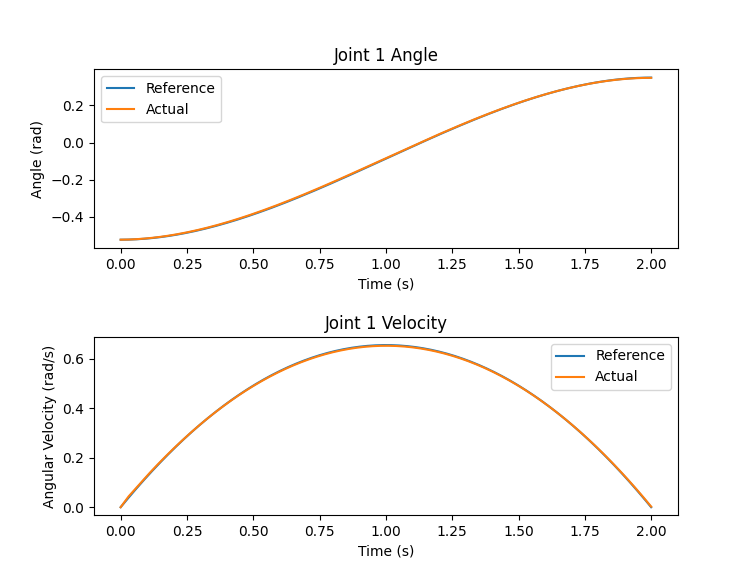 Joint 1 Angle
Reference
Actual
Angle (rad)
0.2
0.0
−0.2
−0.4
0.00 0.25 0.50 0.75 1.00 1.25 1.50 1.75 2.00
Time (s)
Joint 1 Velocity
Reference
Actual
Angular Velocity (rad/s)
0.6
0.4
0.2
0.0
0.00 0.25 0.50 0.75 1.00 1.25 1.50 1.75 2.00
Time (s)